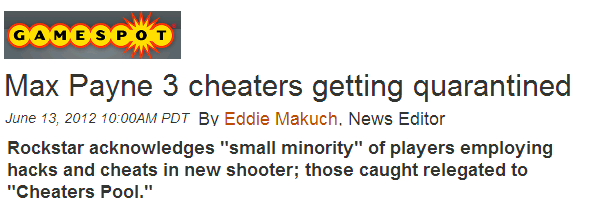 GAMESPOT
Max Payne 3 cheaters getting quarantined
June 13, 2012 10:00AM PDT By Eddie Makuch, News Editor
Rockstar acknowledges "small minority" of players employing
hacks and cheats in new shooter; those caught relegated to
"Cheaters Pool."